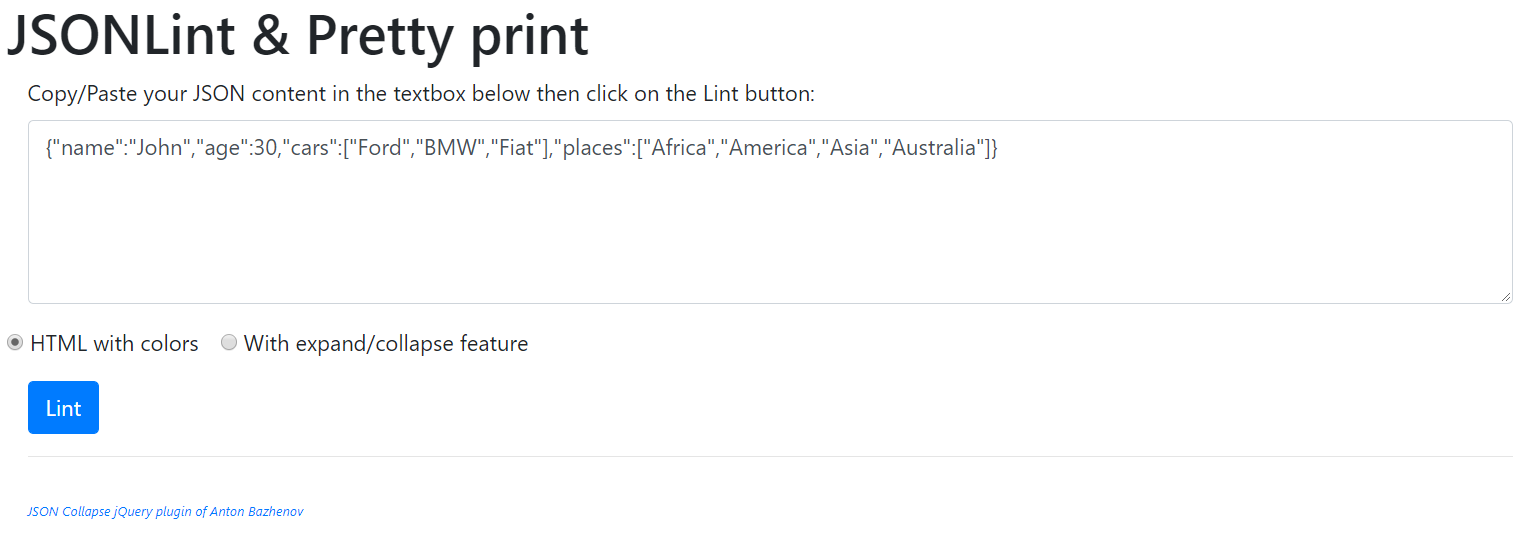 JSONLint & Pretty print
Copy/Paste your JSON content in the textbox below then click on the Lint button:
{"name":"John","age":30,"cars":["Ford","BMW","Fiat"],"places":["Africa","America","Asia","Australia"]}
HTML with colors With expand/collapse feature
Lint
JSON Collapse jQuery plugin of Anton Bazhenov